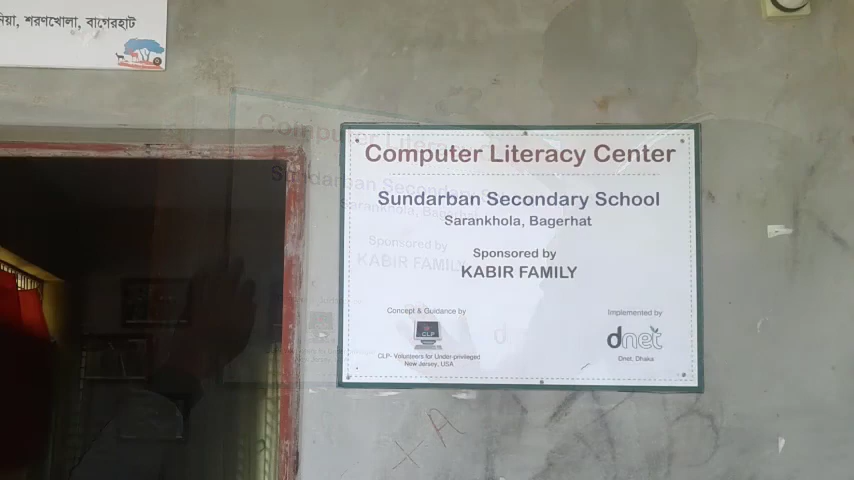 শরণখোলা, বাগেরহাট
Computer Literacy Center
Sundarban Secondary School
Sarankhola, Bagerhat
Sponsored by
KABIR FAMILY
Concept & Guidance by
CLP
CLP- Volunteers for Under-privileged
New Jersey, USA
Implemented by
dnet
Dnet, Dhaka
X A